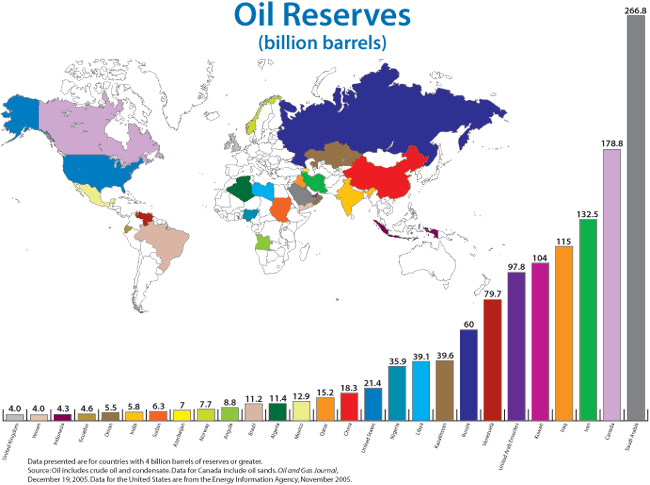 Oil Reserves
(billion barrels)
266.8
178.8
132.5
115
104
97.8
79.7
60
39.6
39.1
35.9
21.4
18.3
15.2
12.9
11.4
11.2
8.8
7.7
7
6.3
5.8
5.5
4.6
4.3
4.0
4.0
United Kingdom
Yemen
Indonesia
Ecuador
Oman
India
Sudan
Azerbaijan
Norway
Angola
Brazil
Algeria
Mexico
Qatar
China
United States
Nigeria
Libya
Kazakhstan
Russia
Venezuela
United Arab Emirates
Kuwait
Iraq
Iran
Canada
Saudi Arabia
Data presented are for countries with 4 billion barrels of reserves or greater.
Source: Oil includes crude oil and condensate. Data for Canada include oil sands. Oil and Gas Journal,
December 19, 2005. Data for the United States are from the Energy Information Agency, November 2005.